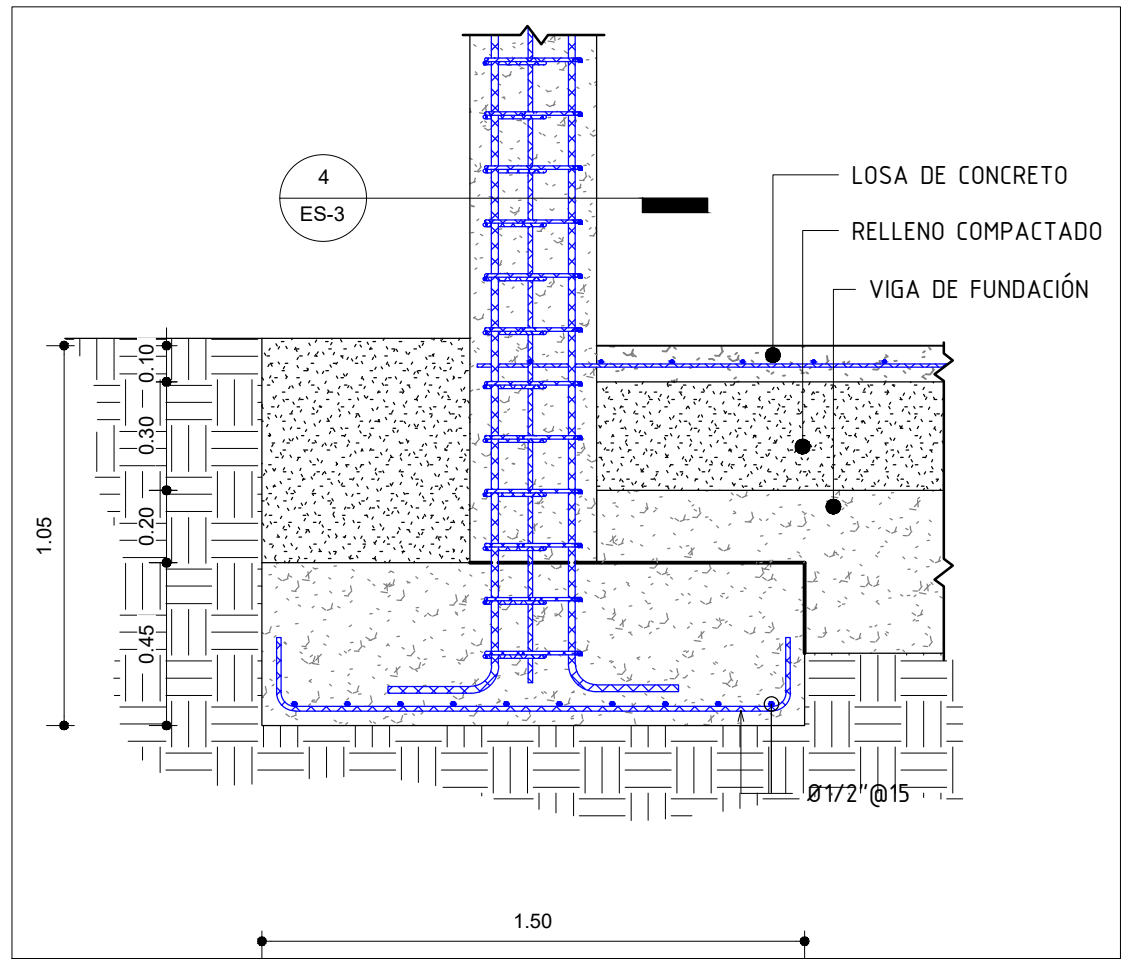 4
ES-3
LOSA DE CONCRETO
RELLENO COMPACTADO
VIGA DE FUNDACIÓN
0.10
0.30
0.20
0.45
1.05
Ø1/2"@15
1.50